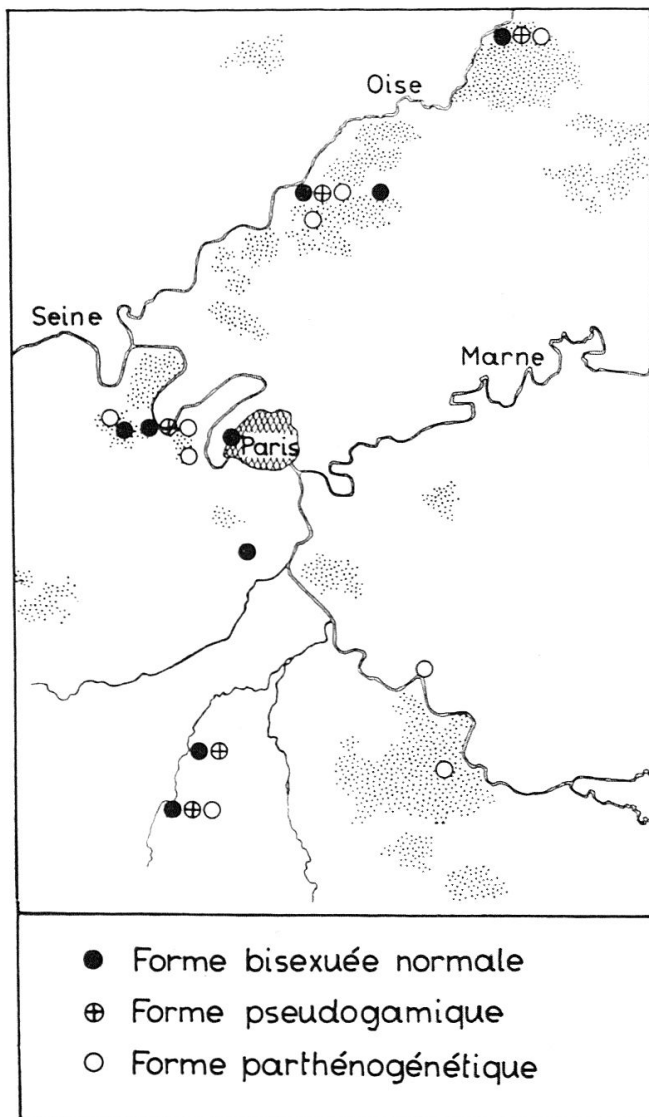 Oise
Seine
Marne
Paris
Forme bisexuée normale
Forme pseudogamique
Forme parthénogénétique